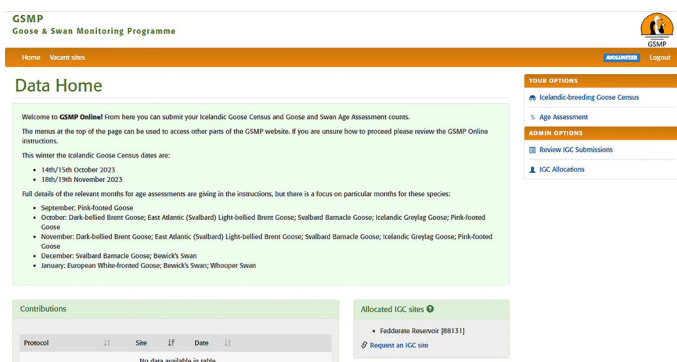 GSMP
Goose & Swan Monitoring Programme
GSMP
Home Vacant sites
AVOLUNTEER Logout
Data Home
Welcome to GSMP Online! From here you can submit your Icelandic Goose Census and Goose and Swan Age Assessment counts.
The menus at the top of the page can be used to access other parts of the GSMP website. If you are unsure how to proceed please review the GSMP Online
instructions.
This winter the Icelandic Goose Census dates are:
14th/15th October 2023
18th/19th November 2023
Full details of the relevant months for age assessments are giving in the instructions, but there is a focus on particular months for these species:
September: Pink-footed Goose
October: Dark-bellied Brent Goose; East Atlantic (Svalbard) Light-bellied Brent Goose; Svalbard Barnacle Goose; Icelandic Greylag Goose; Pink-footed
Goose
November: Dark-bellied Brent Goose; East Atlantic (Svalbard) Light-bellied Brent Goose; Svalbard Barnacle Goose; Icelandic Greylag Goose; Pink-footed
Goose
December: Svalbard Barnacle Goose; Bewick's Swan
January: European White-fronted Goose; Bewick's Swan; Whooper Swan
YOUR OPTIONS
Icelandic-breeding Goose Census
Age Assessment
ADMIN OPTIONS
Review IGC Submissions
IGC Allocations
Contributions
Protocol Site Date
No data available in table
Allocated IGC sites
Fedderate Reservoir [88131]
Request an IGC site